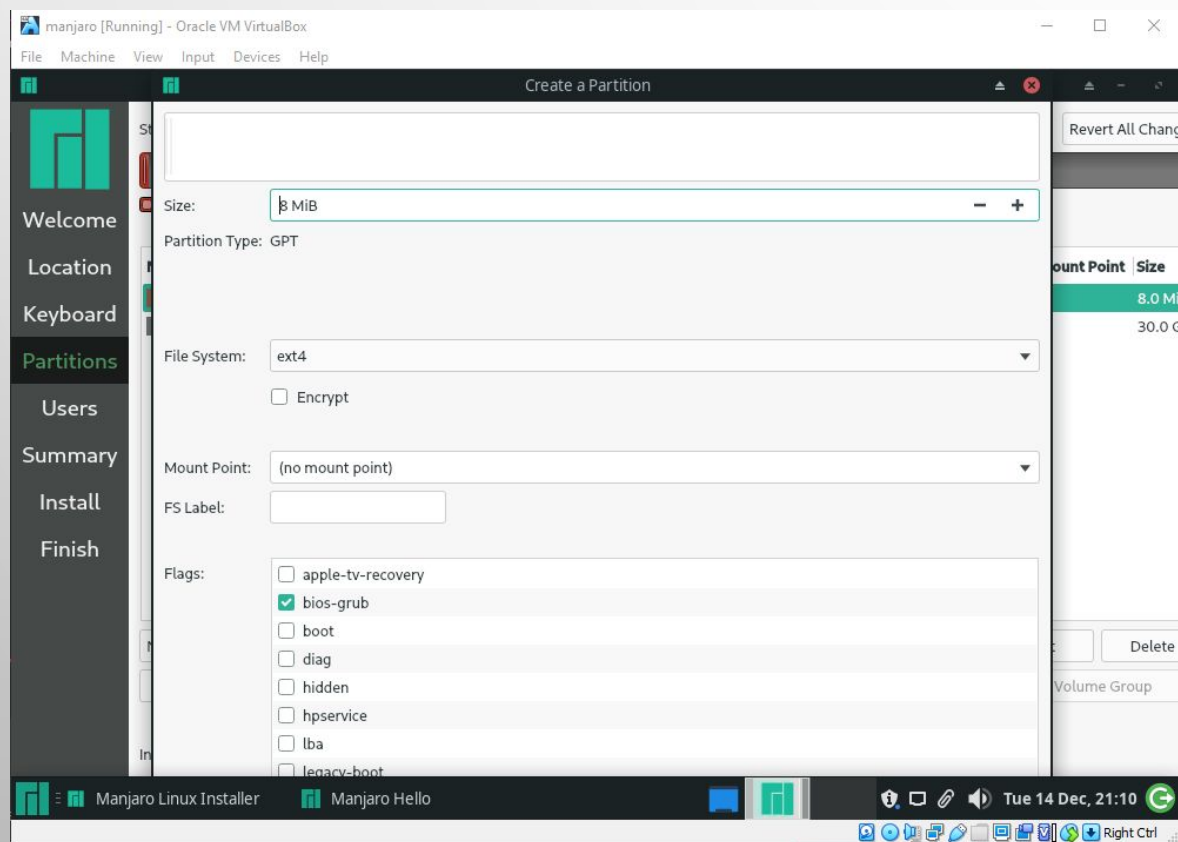 manjaro [Running] - Oracle VM VirtualBox
File Machine View Input Devices Help
Create a Partition
St
Revert All Chang
Size: 8 MiB
Partition Type: GPT
Welcome
Location
Keyboard
Partitions
Users
Summary
Install
Finish
ount Point Size
8.0 Mi
30.0 G
File System: ext4
Encrypt
Mount Point: (no mount point)
FS Label:
Flags:
apple-tv-recovery
bios-grub
boot
diag
hidden
hpservice
lba
legacy-boot
Delete
Volume Group
In
Manjaro Linux Installer Manjaro Hello Tue 14 Dec, 21:10
Right Ctrl